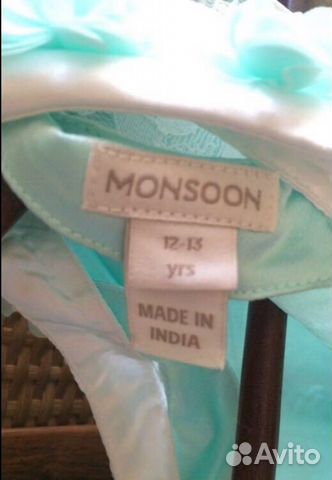 MONSOON
12-13
yrs
MADE IN
INDIA
Avito